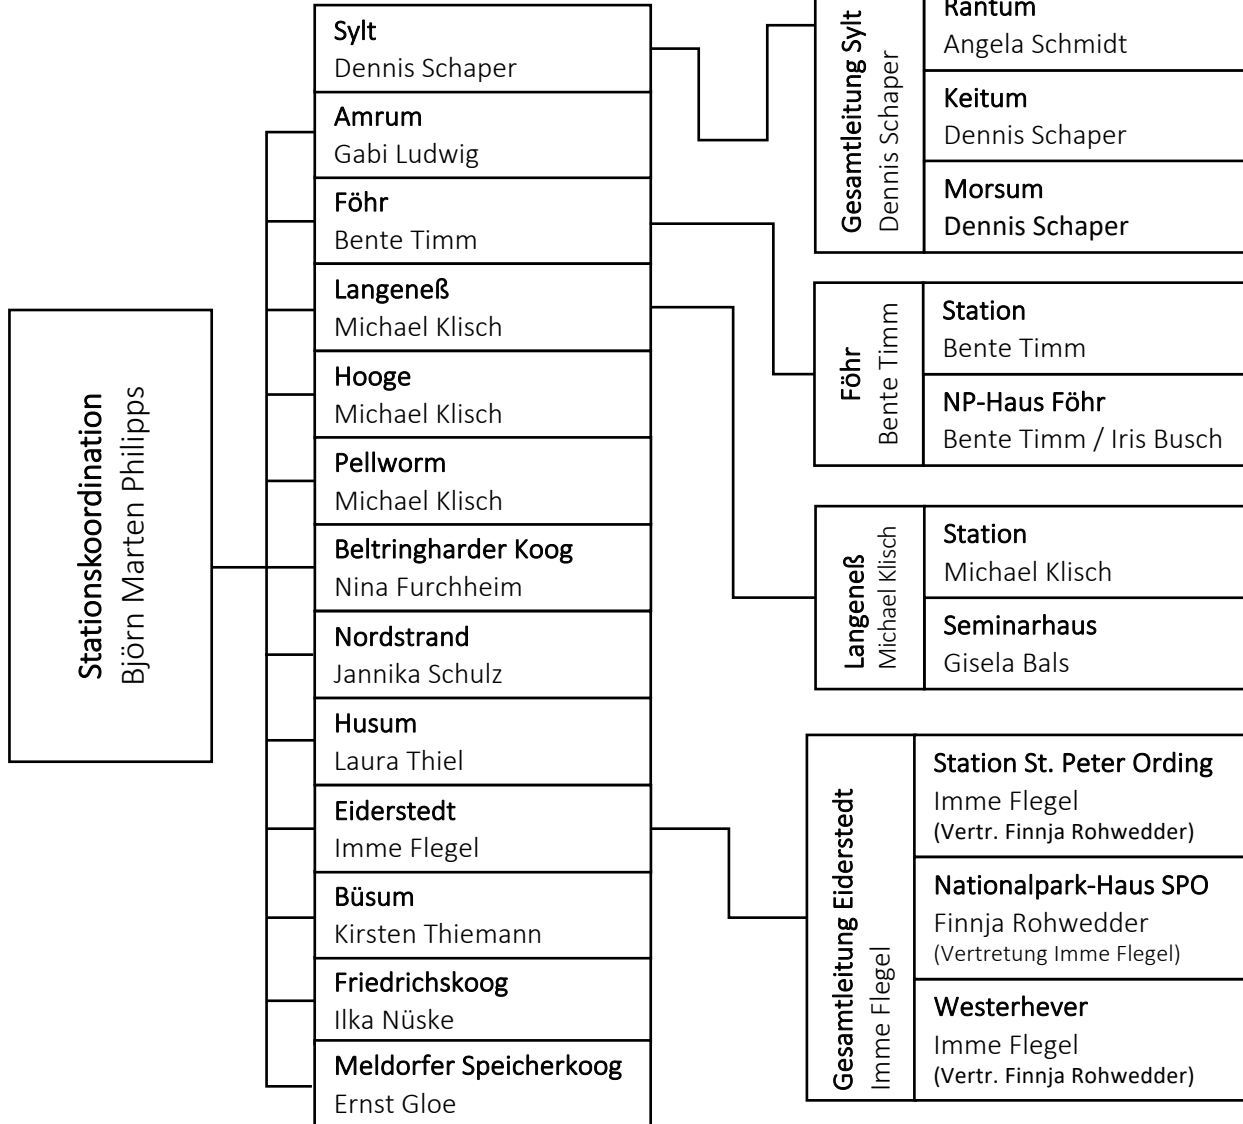 Stationskoordination
Björn Marten Philipps
Sylt
Dennis Schaper
Amrum
Gabi Ludwig
Föhr
Bente Timm
Langeneß
Michael Klisch
Hooge
Michael Klisch
Pellworm
Michael Klisch
Beltringharder Koog
Nina Furchheim
Nordstrand
Jannika Schulz
Husum
Laura Thiel
Eiderstedt
Imme Flegel
Büsum
Kirsten Thiemann
Friedrichskoog
Ilka Nüske
Meldorfer Speicherkoog
Ernst Gloe
Gesamtleitung Sylt
Dennis Schaper
Rantum
Angela Schmidt
Keitum
Dennis Schaper
Morsum
Dennis Schaper
Föhr
Bente Timm
Station
Bente Timm
NP-Haus Föhr
Bente Timm / Iris Busch
Langeneß
Michael Klisch
Station
Michael Klisch
Seminarhaus
Gisela Bals
Gesamtleitung Eiderstedt
Imme Flegel
Station St. Peter Ording
Imme Flegel
(Vertr. Finnja Rohwedder)
Nationalpark-Haus SPO
Finnja Rohwedder
(Vertretung Imme Flegel)
Westerhever
Imme Flegel
(Vertr. Finnja Rohwedder)